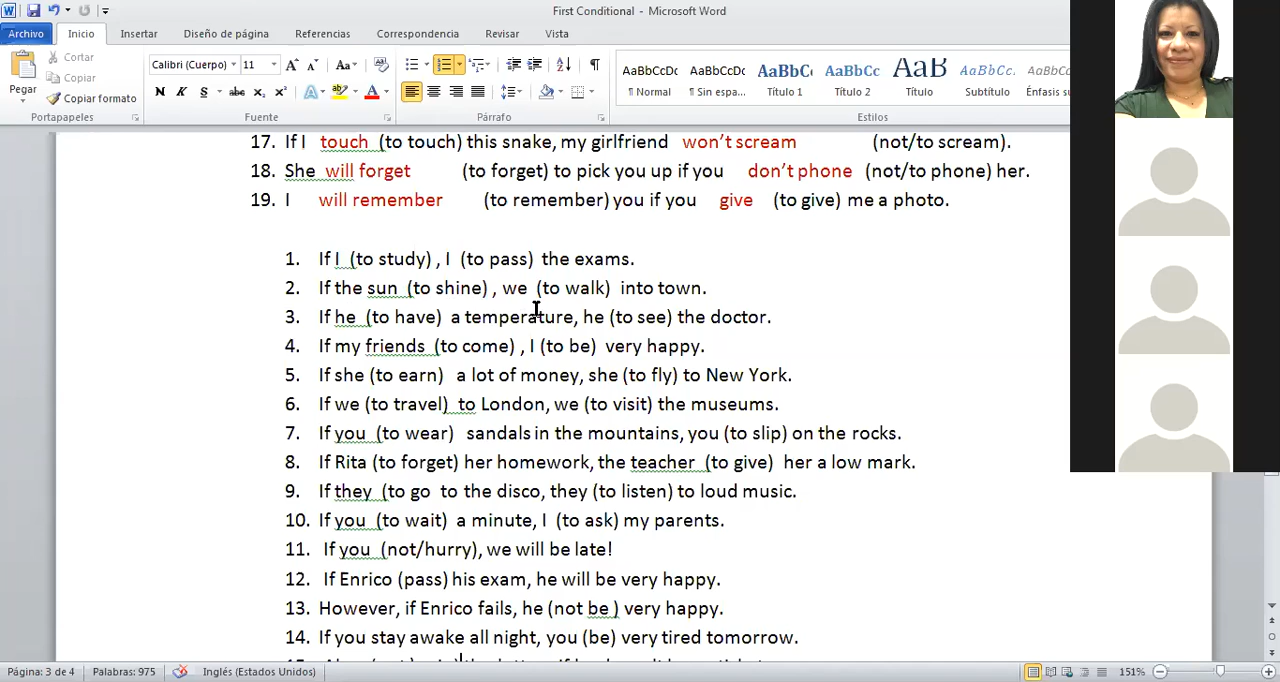 First Conditional - Microsoft Word
Archivo Inicio Insertar Diseño de página Referencias Correspondencia Revisar Vista
Cortar
Copiar
Pegar
Copiar formato
Portapapeles
Calibri (Cuerpo) 11
Fuente
Párrafo
AaBbCcDc AaBbCcDc AaBbC AaBbCc AaB AaBbCc AaBbCcDc
¶ Normal ¶ Sin espa... Título 1 Título 2 Título Subtítulo Énfasis
Estilos
17. If I touch (to touch) this snake, my girlfriend won't scream (not/to scream).
18. She will forget (to forget) to pick you up if you don't phone (not/to phone) her.
19. I will remember (to remember) you if you give (to give) me a photo.
1. If I (to study) , I (to pass) the exams.
2. If the sun (to shine) , we (to walk) into town.
3. If he (to have) a temperature, he (to see) the doctor.
4. If my friends (to come) , I (to be) very happy.
5. If she (to earn) a lot of money, she (to fly) to New York.
6. If we (to travel) to London, we (to visit) the museums.
7. If you (to wear) sandals in the mountains, you (to slip) on the rocks.
8. If Rita (to forget) her homework, the teacher (to give) her a low mark.
9. If they (to go to the disco, they (to listen) to loud music.
10. If you (to wait) a minute, I (to ask) my parents.
11. If you (not/hurry), we will be late!
12. If Enrico (pass) his exam, he will be very happy.
13. However, if Enrico fails, he (not be ) very happy.
14. If you stay awake all night, you (be) very tired tomorrow.
Página: 3 de 4 Palabras: 975 Inglés (Estados Unidos) 151%